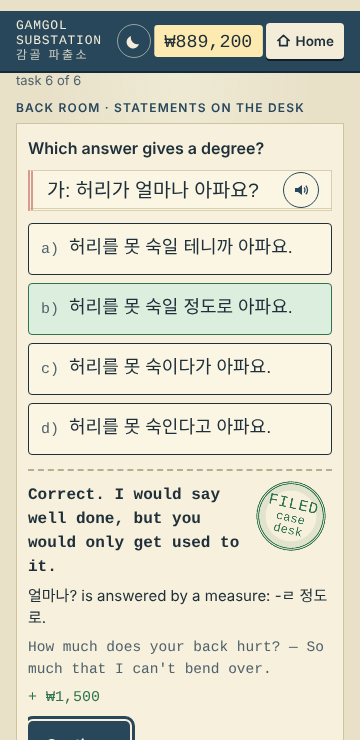 GAMGOL
SUBSTATION
감골 파출소
₩889,200
Home
task 6 of 6
BACK ROOM · STATEMENTS ON THE DESK
Which answer gives a degree?
가: 허리가 얼마나 아파요?
a) 허리를 못 숙일 테니까 아파요.
b) 허리를 못 숙일 정도로 아파요.
c) 허리를 못 숙이다가 아파요.
d) 허리를 못 숙인다고 아파요.
Correct. I would say
well done, but you
would only get used to
it.
FILED
case
desk
얼마나? is answered by a measure: -ㄹ 정도
로.
How much does your back hurt? — So
much that I can't bend over.
+ ₩1,500